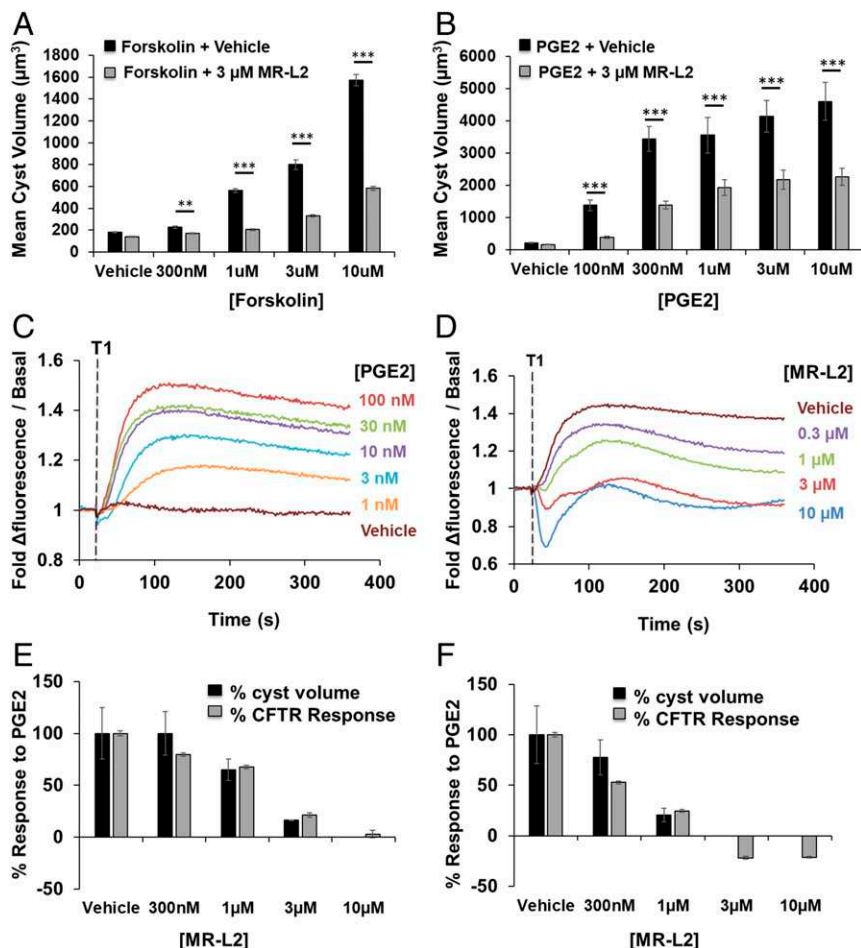 A
Forskolin + Vehicle
Forskolin + 3 µM MR-L2
Mean Cyst Volume (µm³)
1800
1600
1400
1200
1000
800
600
400
200
0
**
***
***
***
Vehicle 300nM 1uM 3uM 10uM
[Forskolin]
B
PGE2 + Vehicle
PGE2 + 3 µM MR-L2
Mean Cyst Volume (µm³)
6000
5000
4000
3000
2000
1000
0
***
***
***
***
***
Vehicle 100nM 300nM 1uM 3uM 10uM
[PGE2]
C
T1
[PGE2]
Fold Δfluorescence / Basal
1.6
1.4
1.2
1
0.8
100 nM
30 nM
10 nM
3 nM
1 nM
Vehicle
0 100 200 300 400
Time (s)
D
T1
[MR-L2]
Fold Δfluorescence / Basal
1.6
1.4
1.2
1.0
0.8
0.6
Vehicle
0.3 µM
1 µM
3 µM
10 µM
0 100 200 300 400
Time (s)
E
% cyst volume
% CFTR Response
% Response to PGE2
150
100
50
0
-50
Vehicle 300nM 1µM 3µM 10µM
[MR-L2]
F
% cyst volume
% CFTR Response
% Response to PGE2
150
100
50
0
-50
Vehicle 300nM 1µM 3µM 10µM
[MR-L2]